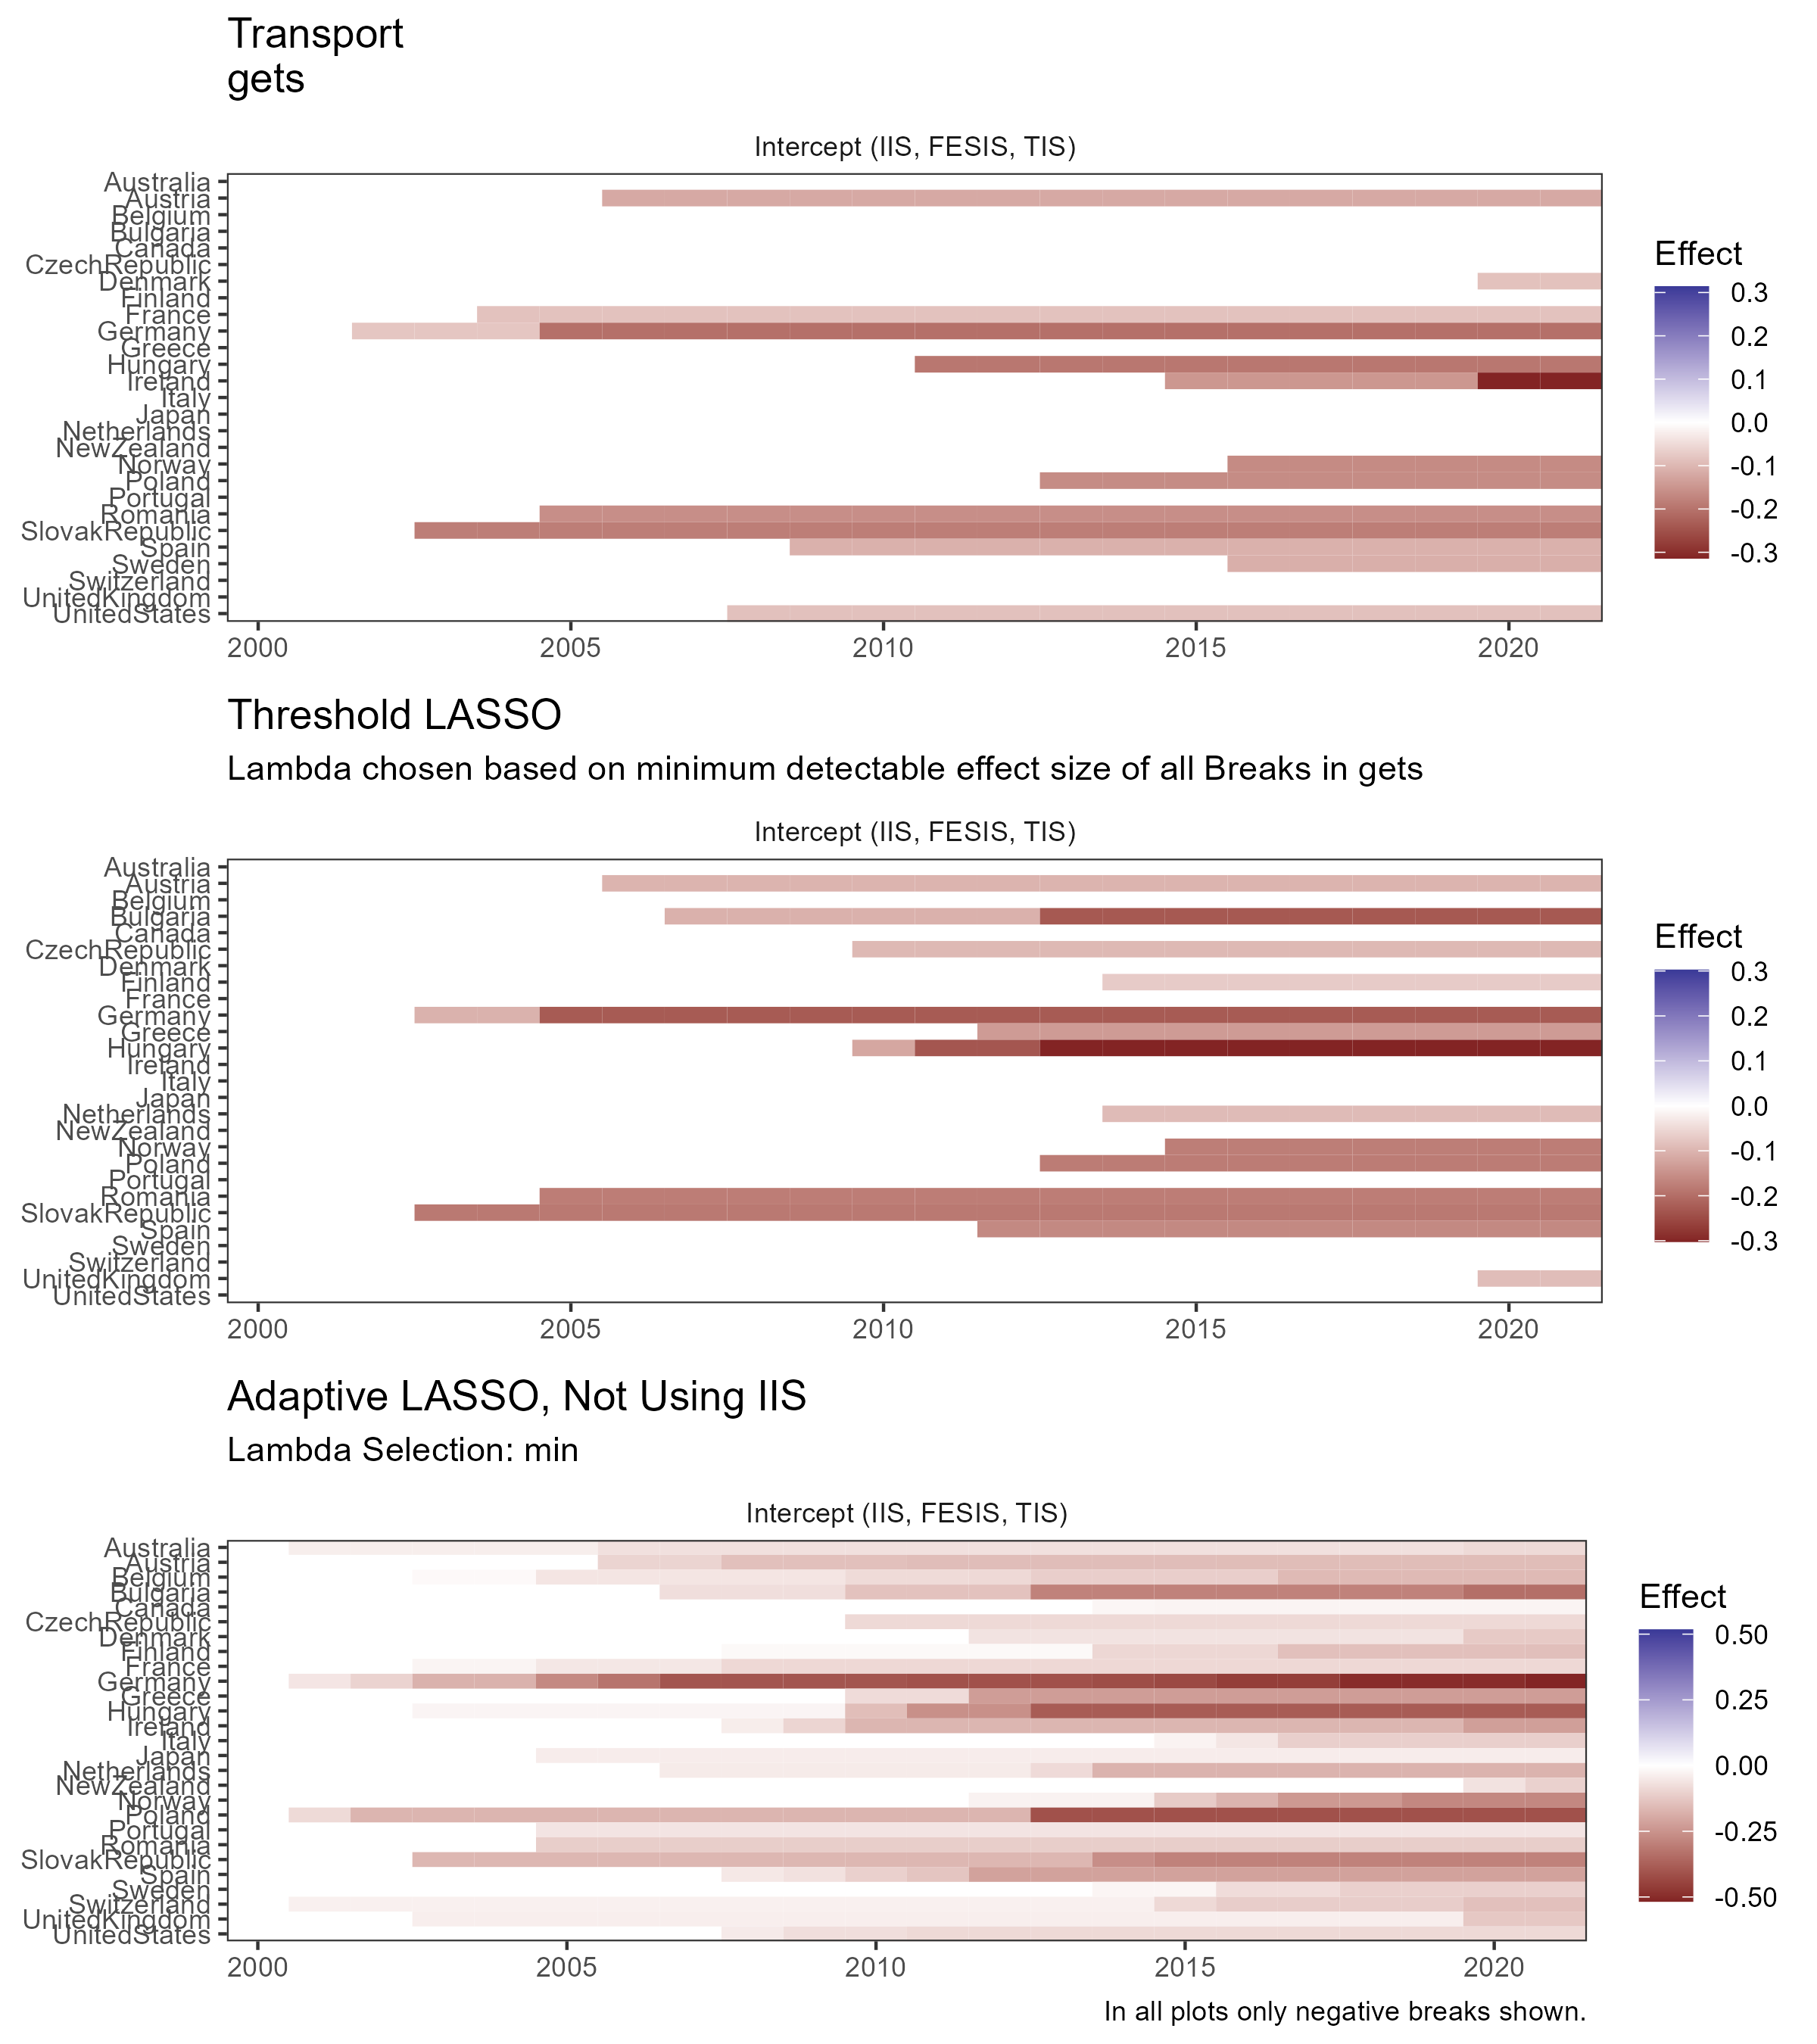 Transport
gets
Intercept (IIS, FESIS, TIS)
Australia
Austria
Belgium
Bulgaria
Canada
CzechRepublic
Denmark
Finland
France
Germany
Greece
Hungary
Ireland
Italy
Japan
Netherlands
NewZealand
Norway
Poland
Portugal
Romania
SlovakRepublic
Spain
Sweden
Switzerland
UnitedKingdom
UnitedStates
2000 2005 2010 2015 2020
Effect
0.3
0.2
0.1
0.0
-0.1
-0.2
-0.3
Threshold LASSO
Lambda chosen based on minimum detectable effect size of all Breaks in gets
Intercept (IIS, FESIS, TIS)
Australia
Austria
Belgium
Bulgaria
Canada
CzechRepublic
Denmark
Finland
France
Germany
Greece
Hungary
Ireland
Italy
Japan
Netherlands
NewZealand
Norway
Poland
Portugal
Romania
SlovakRepublic
Spain
Sweden
Switzerland
UnitedKingdom
UnitedStates
2000 2005 2010 2015 2020
Effect
0.3
0.2
0.1
0.0
-0.1
-0.2
-0.3
Adaptive LASSO, Not Using IIS
Lambda Selection: min
Intercept (IIS, FESIS, TIS)
Australia
Austria
Belgium
Bulgaria
Canada
CzechRepublic
Denmark
Finland
France
Germany
Greece
Hungary
Ireland
Italy
Japan
Netherlands
NewZealand
Norway
Poland
Portugal
Romania
SlovakRepublic
Spain
Sweden
Switzerland
UnitedKingdom
UnitedStates
2000 2005 2010 2015 2020
Effect
0.50
0.25
0.00
-0.25
-0.50
In all plots only negative breaks shown.